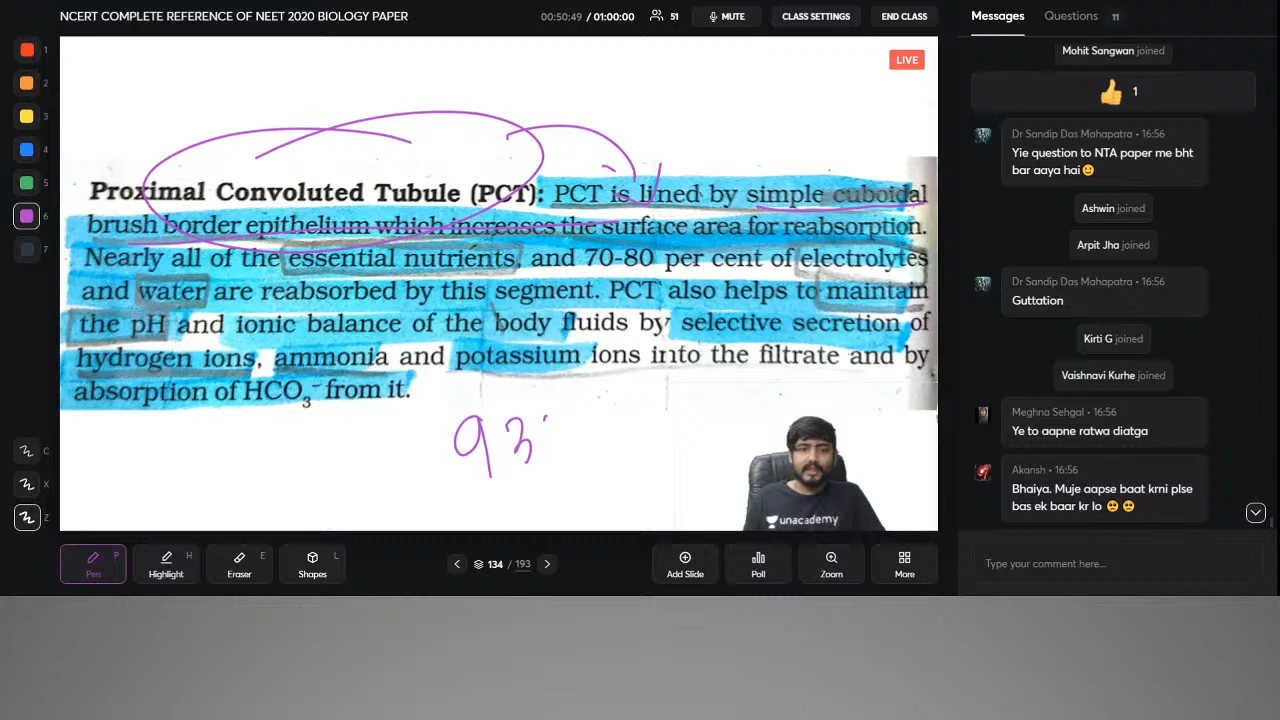 NCERT COMPLETE REFERENCE OF NEET 2020 BIOLOGY PAPER
00:50:49 / 01:00:00
51
MUTE
CLASS SETTINGS
END CLASS
Messages
Questions 11
LIVE
1
2
3
4
5
6
7
C
X
Z
Proximal Convoluted Tubule (PCT): PCT is lined by simple cuboidal
brush border epithelium which increases the surface area for reabsorption.
Nearly all of the essential nutrients, and 70-80 per cent of electrolytes
and water are reabsorbed by this segment. PCT also helps to maintain
the pH and ionic balance of the body fluids by selective secretion of
hydrogen ions, ammonia and potassium ions into the filtrate and by
absorption of HCO₃⁻ from it.
93
unacademy
Pen P
Highlight H
Eraser E
Shapes L
134 / 193
Add Slide
Poll
Zoom
More
Mohit Sangwan joined
1
Dr Sandip Das Mahapatra • 16:56
Yie question to NTA paper me bht
bar aaya hai
Ashwin joined
Arpit Jha joined
Dr Sandip Das Mahapatra • 16:56
Guttation
Kirti G joined
Vaishnavi Kurhe joined
Meghna Sehgal • 16:56
Ye to aapne ratwa diatga
Akansh • 16:56
Bhaiya. Muje aapse baat krni plse
bas ek baar kr lo
Type your comment here...